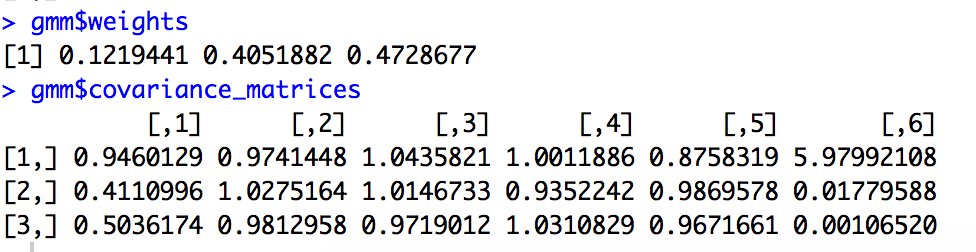 > gmm$weights
[1] 0.1219441 0.4051882 0.4728677
> gmm$covariance_matrices
[,1] [,2] [,3] [,4] [,5] [,6]
[1,] 0.9460129 0.9741448 1.0435821 1.0011886 0.8758319 5.97992108
[2,] 0.4110996 1.0275164 1.0146733 0.9352242 0.9869578 0.01779588
[3,] 0.5036174 0.9812958 0.9719012 1.0310829 0.9671661 0.00106520